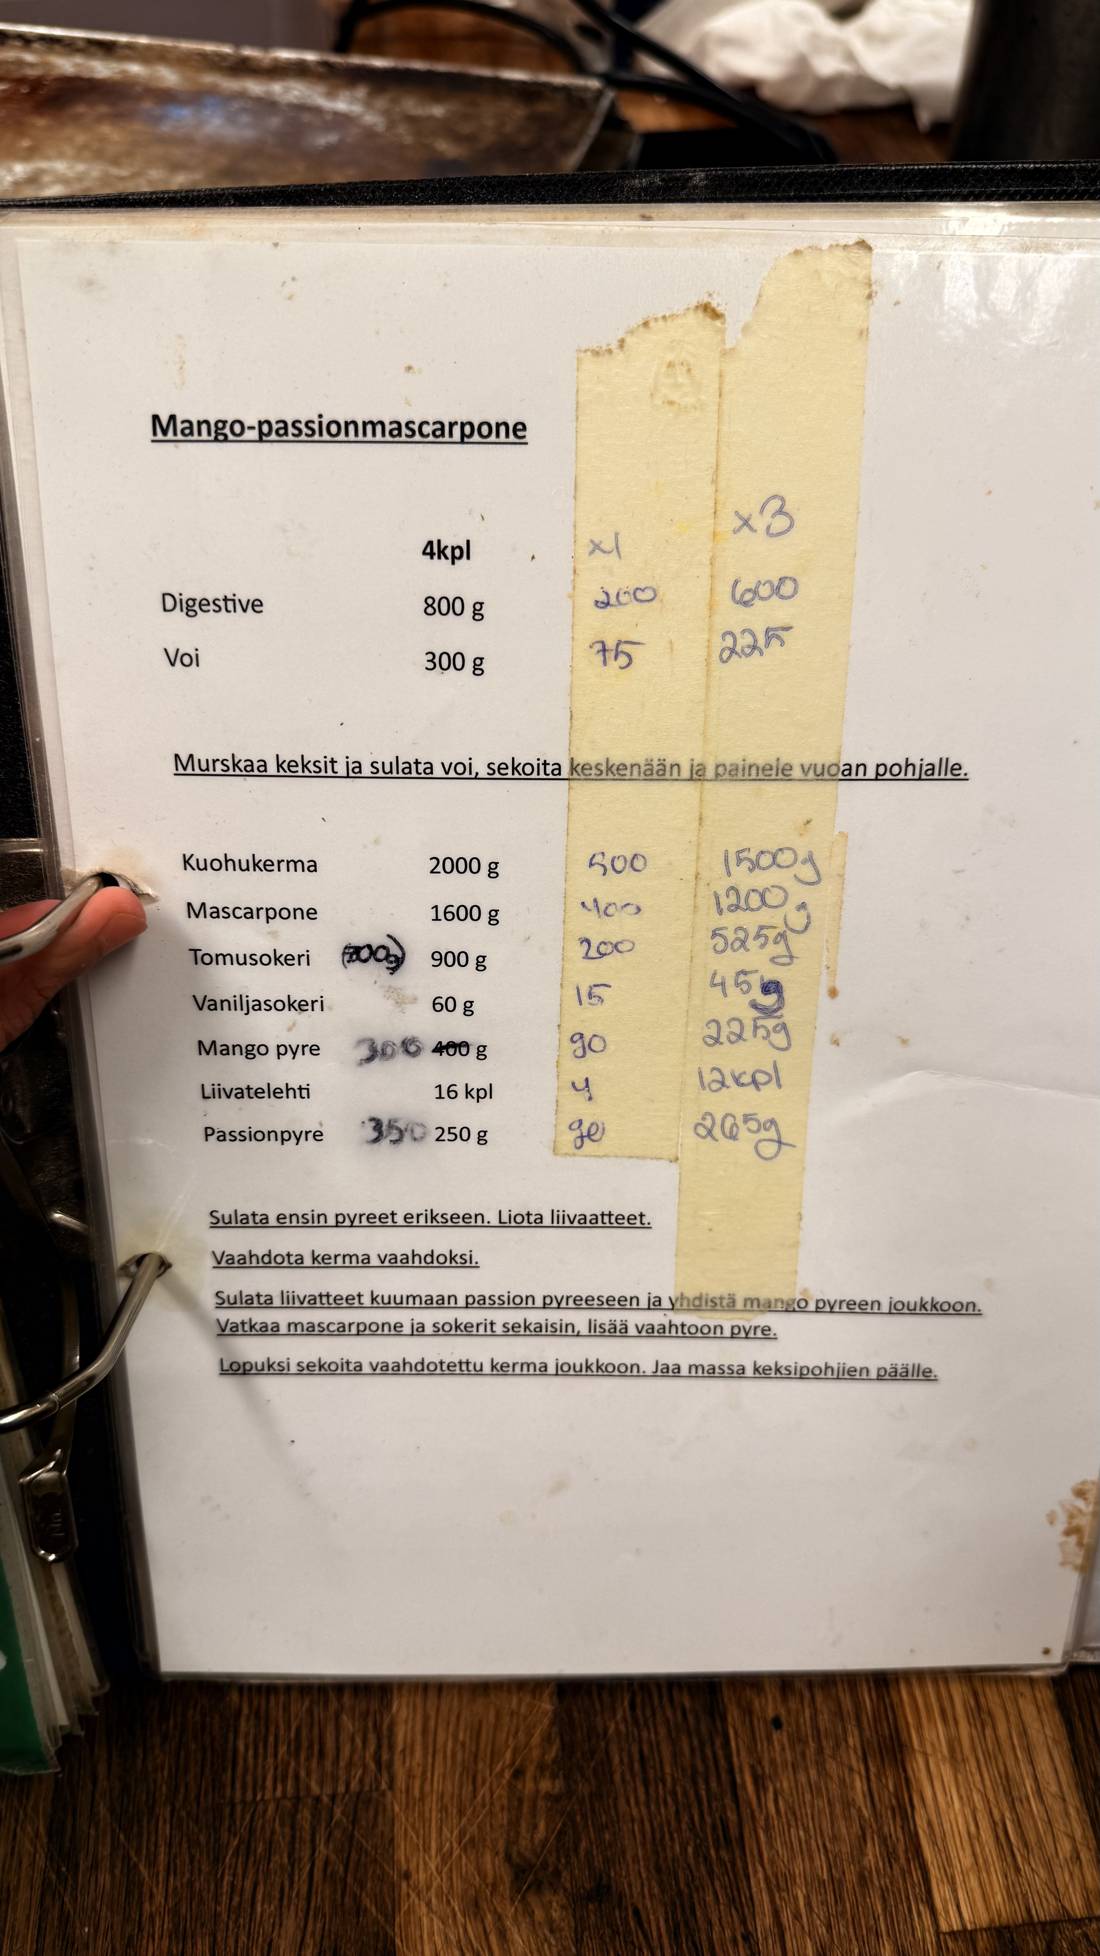 Mango-passionmascarpone
4kpl x1 x3
Digestive 800 g 200 600
Voi 300 g 75 225
Murskaa keksit ja sulata voi, sekoita keskenään ja painele vuoan pohjalle.
Kuohukerma 2000 g 500 1500g
Mascarpone 1600 g 400 1200g
Tomusokeri (700g) 900 g 200 525g
Vaniljasokeri 60 g 15 45g
Mango pyre 300 400 g 90 225g
Liivatelehti 16 kpl 4 12kpl
Passionpyre 350 250 g 90 265g
Sulata ensin pyreet erikseen. Liota liivaatteet.
Vaahdota kerma vaahdoksi.
Sulata liivatteet kuumaan passion pyreeseen ja yhdistä mango pyreen joukkoon.
Vatkaa mascarpone ja sokerit sekaisin, lisää vaahtoon pyre.
Lopuksi sekoita vaahdotettu kerma joukkoon. Jaa massa keksipohjien päälle.